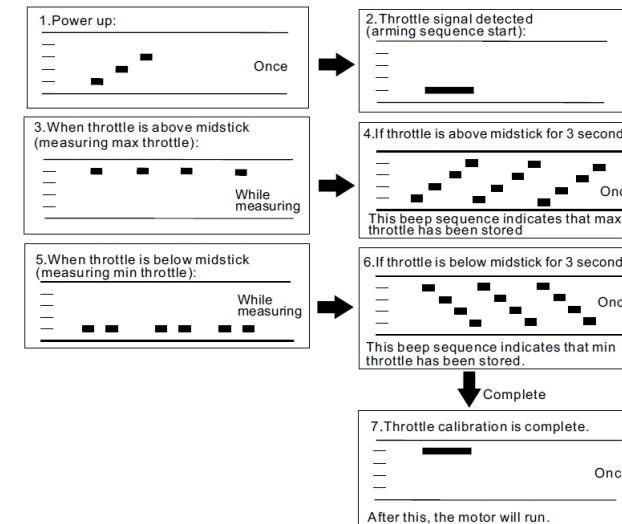 1.Power up:
Once
2.Throttle signal detected
(arming sequence start):
3.When throttle is above midstick
(measuring max throttle):
While
measuring
4.If throttle is above midstick for 3 second
This beep sequence indicates that max
throttle has been stored
5.When throttle is below midstick
(measuring min throttle):
While
measuring
6.If throttle is below midstick for 3 second
This beep sequence indicates that min
throttle has been stored.
Complete
7.Throttle calibration is complete.
After this, the motor will run.